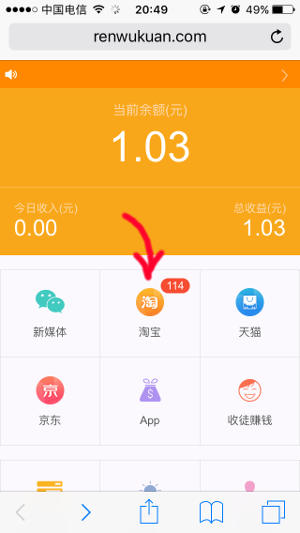 中国电信 20:49 49%
renwukuan.com
当前余额(元)
1.03
今日收入(元) 总收益(元)
0.00 1.03
淘 114
新媒体 淘宝 天猫
京 $
京东 App 收徒赚钱